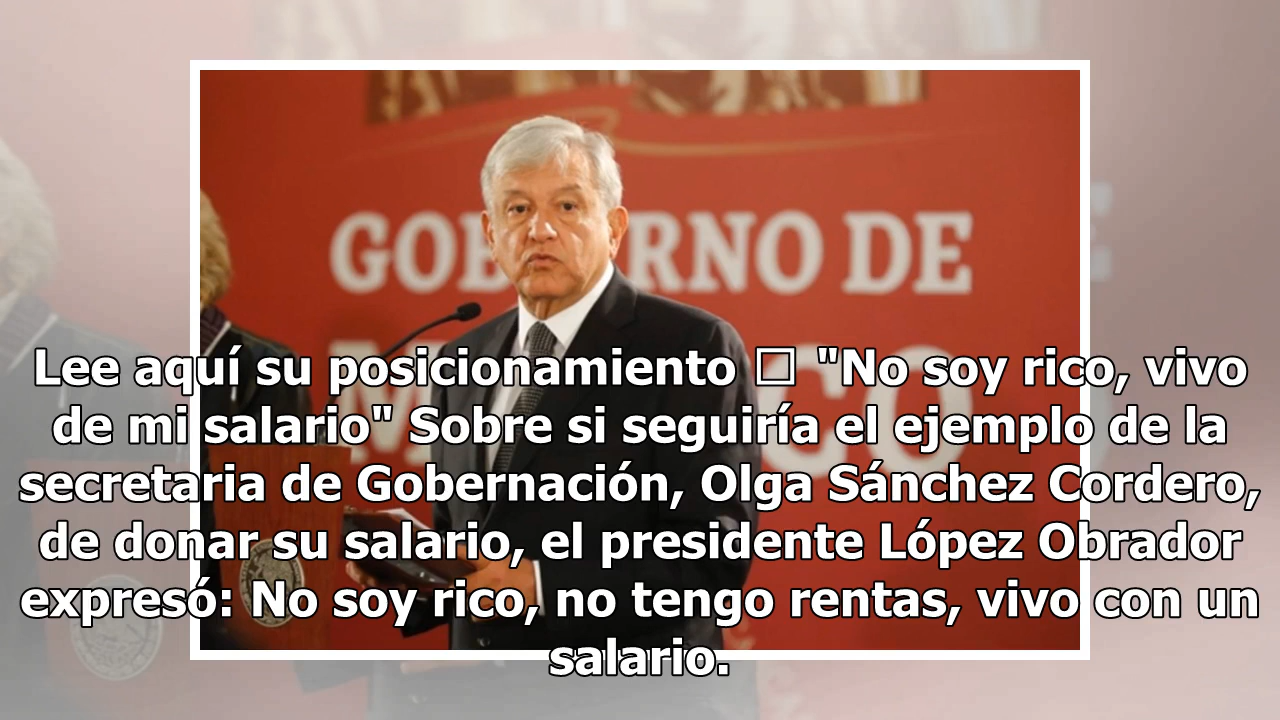 GOBIERNO DE
MÉXICO
Lee aquí su posicionamiento □ "No soy rico, vivo
de mi salario" Sobre si seguiría el ejemplo de la
secretaria de Gobernación, Olga Sánchez Cordero,
de donar su salario, el presidente López Obrador
expresó: No soy rico, no tengo rentas, vivo con un
salario.